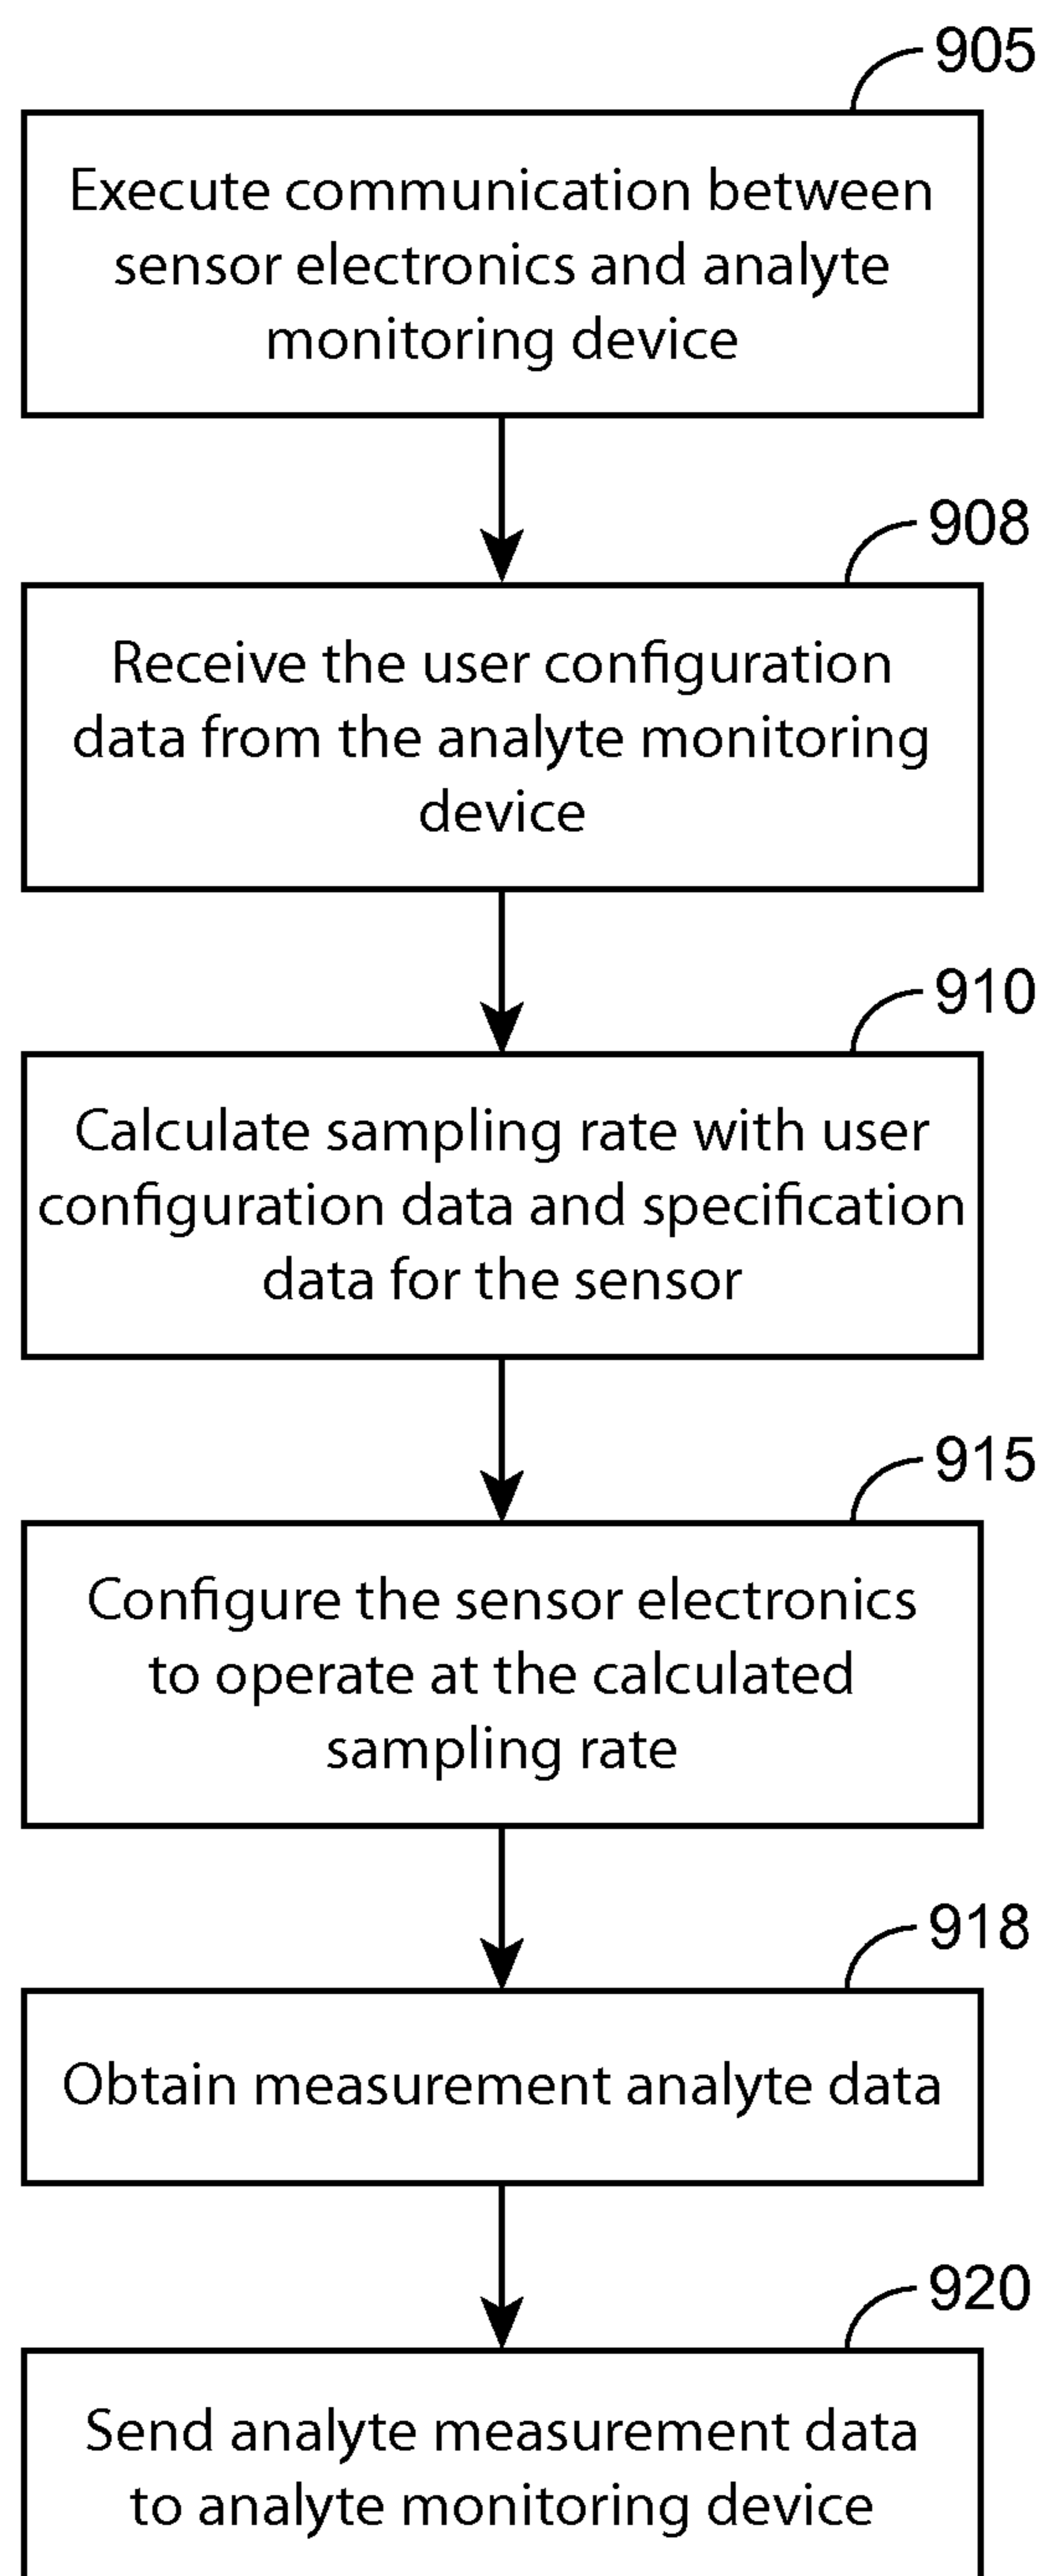 905
Execute communication between
sensor electronics and analyte
monitoring device
908
Receive the user configuration
data from the analyte monitoring
device
910
Calculate sampling rate with user
configuration data and specification
data for the sensor
915
Configure the sensor electronics
to operate at the calculated
sampling rate
918
Obtain measurement analyte data
920
Send analyte measurement data
to analyte monitoring device